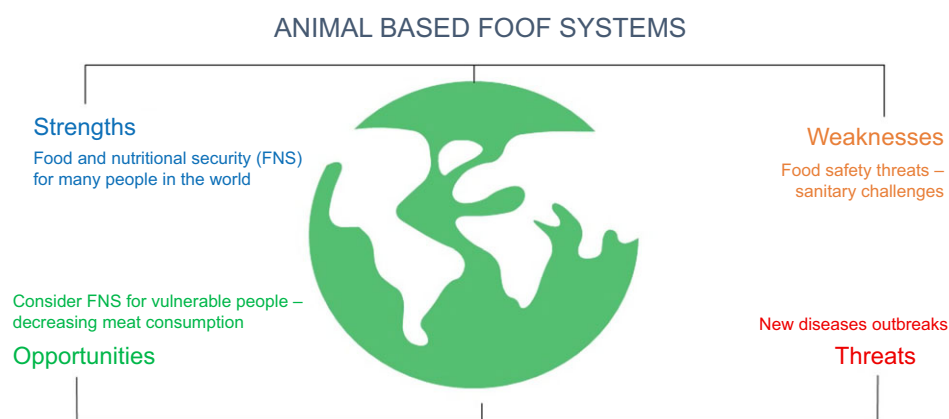 ANIMAL BASED FOOF SYSTEMS
Strengths
Food and nutritional security (FNS)
for many people in the world
Weaknesses
Food safety threats –
sanitary challenges
Consider FNS for vulnerable people –
decreasing meat consumption
Opportunities
New diseases outbreaks
Threats